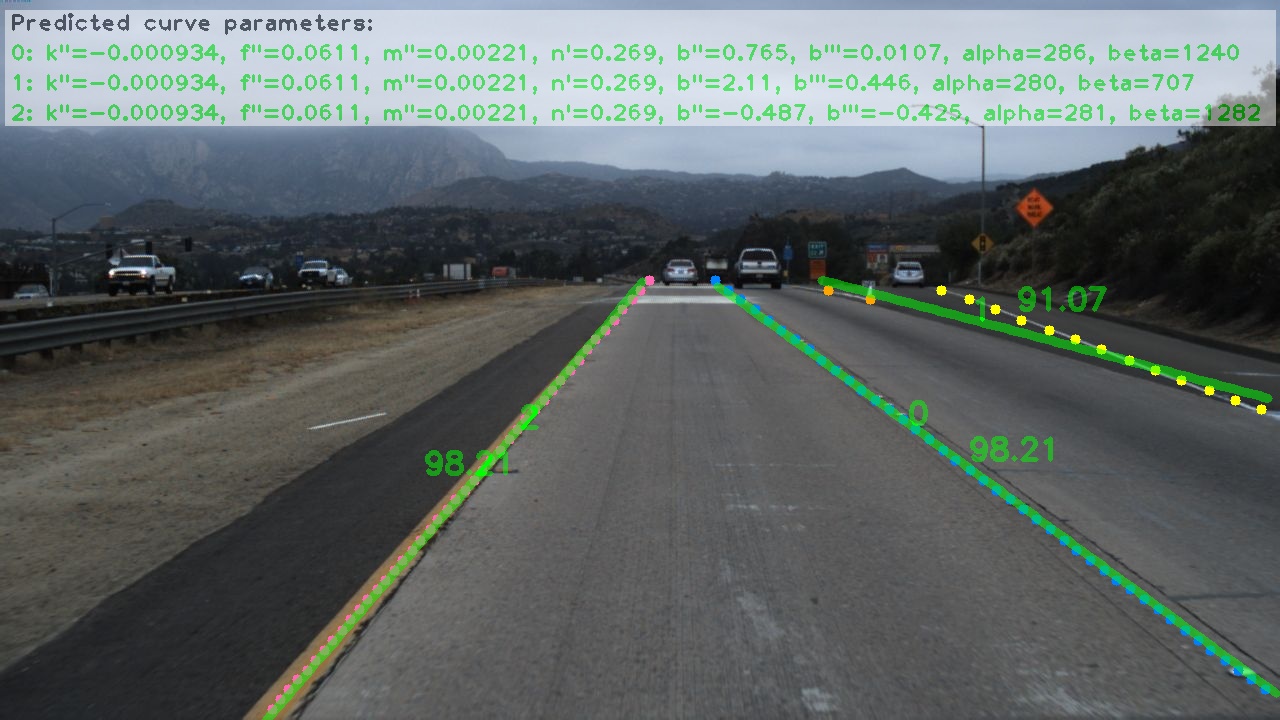 Predicted curve parameters:
0: k''=-0.000934, f''=0.0611, m''=0.00221, n'=0.269, b''=0.765, b'''=0.0107, alpha=286, beta=1240
1: k''=-0.000934, f''=0.0611, m''=0.00221, n'=0.269, b''=2.11, b'''=0.446, alpha=280, beta=707
2: k''=-0.000934, f''=0.0611, m''=0.00221, n'=0.269, b''=-0.487, b'''=-0.425, alpha=281, beta=1282
EXIT
1
91.07
2
0
98.21
98.21